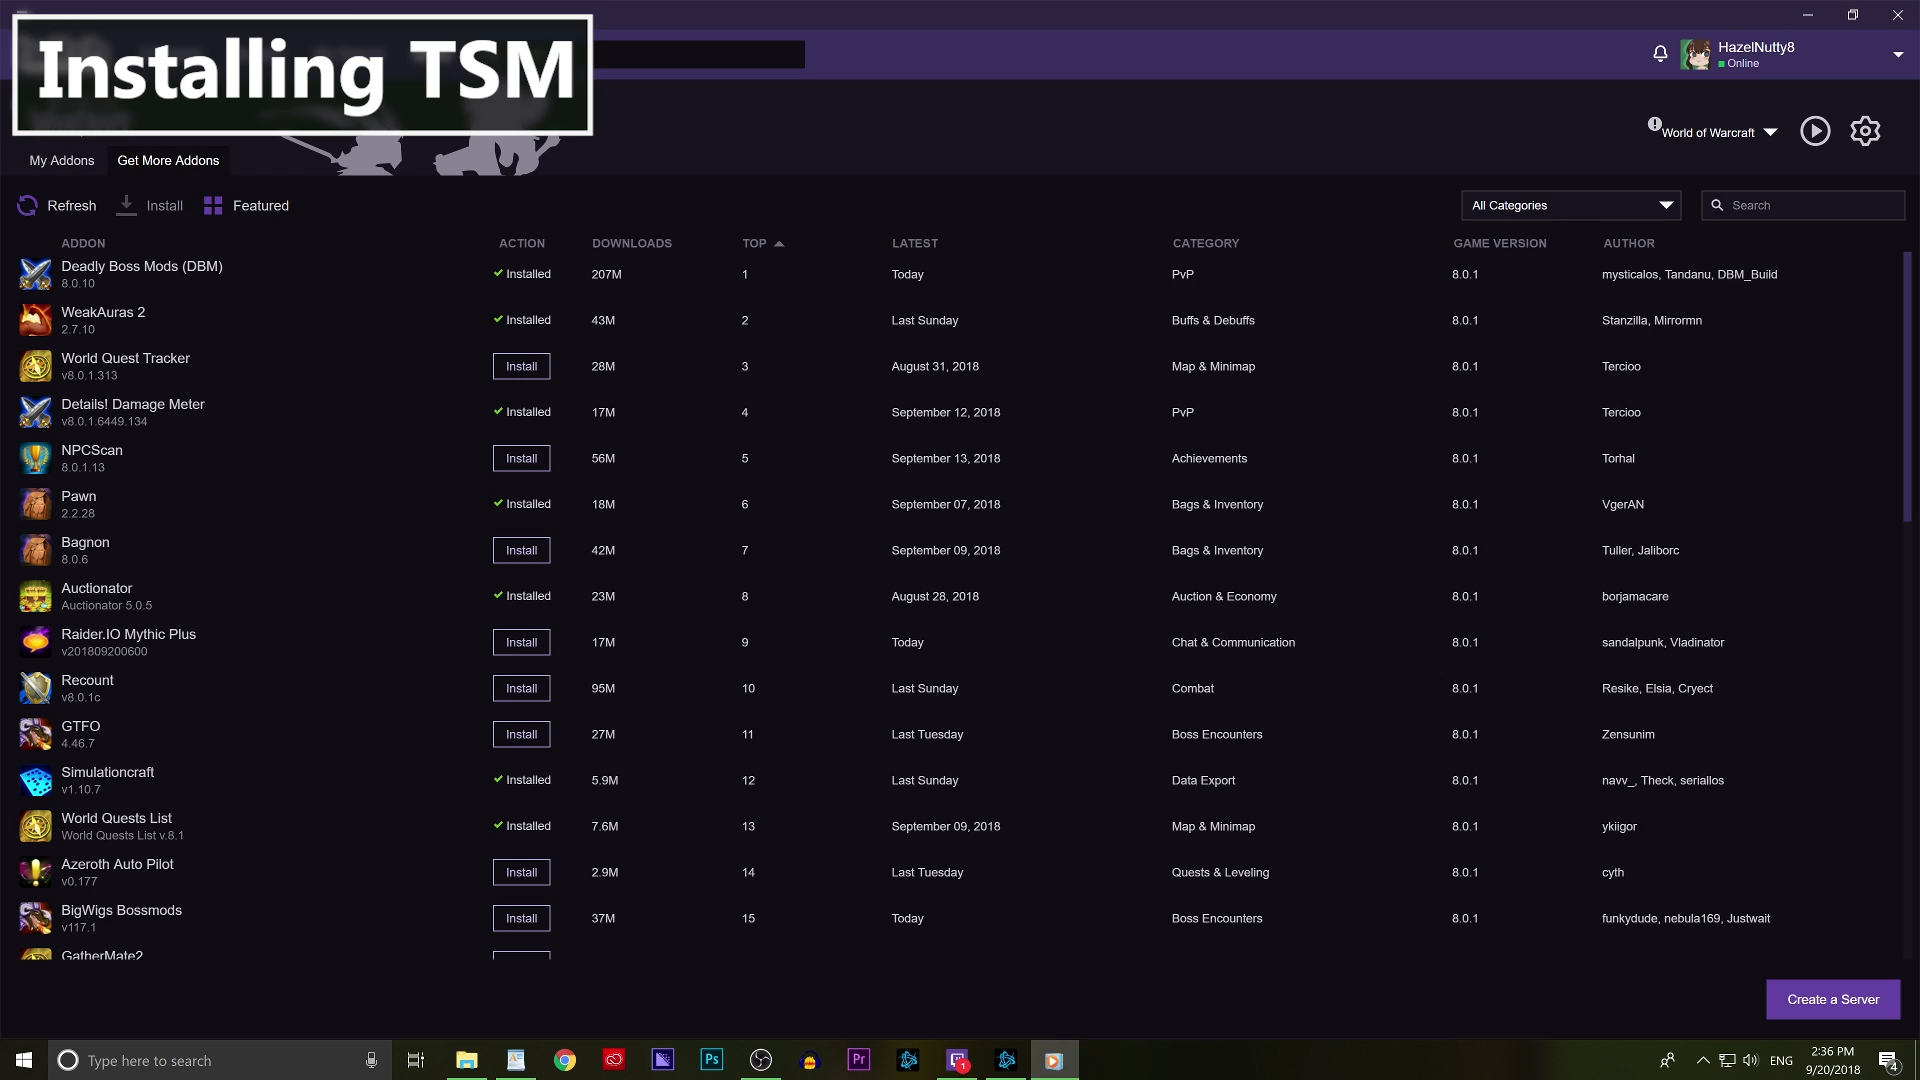 Installing TSM
HazelNutty8
Online
World of Warcraft
My Addons Get More Addons
Refresh Install Featured All Categories Search
ADDON ACTION DOWNLOADS TOP LATEST CATEGORY GAME VERSION AUTHOR
Deadly Boss Mods (DBM) Installed 207M 1 Today PvP 8.0.1 mysticalos, Tandanu, DBM_Build
8.0.10
WeakAuras 2 Installed 43M 2 Last Sunday Buffs & Debuffs 8.0.1 Stanzilla, Mirrormn
2.7.10
World Quest Tracker Install 28M 3 August 31, 2018 Map & Minimap 8.0.1 Tercioo
v8.0.1.313
Details! Damage Meter Installed 17M 4 September 12, 2018 PvP 8.0.1 Tercioo
v8.0.1.6449.134
NPCScan Install 56M 5 September 13, 2018 Achievements 8.0.1 Torhal
8.0.1.13
Pawn Installed 18M 6 September 07, 2018 Bags & Inventory 8.0.1 VgerAN
2.2.28
Bagnon Install 42M 7 September 09, 2018 Bags & Inventory 8.0.1 Tuller, Jaliborc
8.0.6
Auctionator Installed 23M 8 August 28, 2018 Auction & Economy 8.0.1 borjamacare
Auctionator 5.0.5
Raider.IO Mythic Plus Install 17M 9 Today Chat & Communication 8.0.1 sandalpunk, Vladinator
v201809200600
Recount Install 95M 10 Last Sunday Combat 8.0.1 Resike, Elsia, Cryect
v8.0.1c
GTFO Install 27M 11 Last Tuesday Boss Encounters 8.0.1 Zensunim
4.46.7
Simulationcraft Installed 5.9M 12 Last Sunday Data Export 8.0.1 navv_, Theck, seriallos
v1.10.7
World Quests List Installed 7.6M 13 September 09, 2018 Map & Minimap 8.0.1 ykiigor
World Quests List v.8.1
Azeroth Auto Pilot Install 2.9M 14 Last Tuesday Quests & Leveling 8.0.1 cyth
v0.177
BigWigs Bossmods Install 37M 15 Today Boss Encounters 8.0.1 funkydude, nebula169, Justwait
v117.1
GatherMate2
Create a Server
Type here to search Ps Pr 1 ENG 2:36 PM 4
9/20/2018